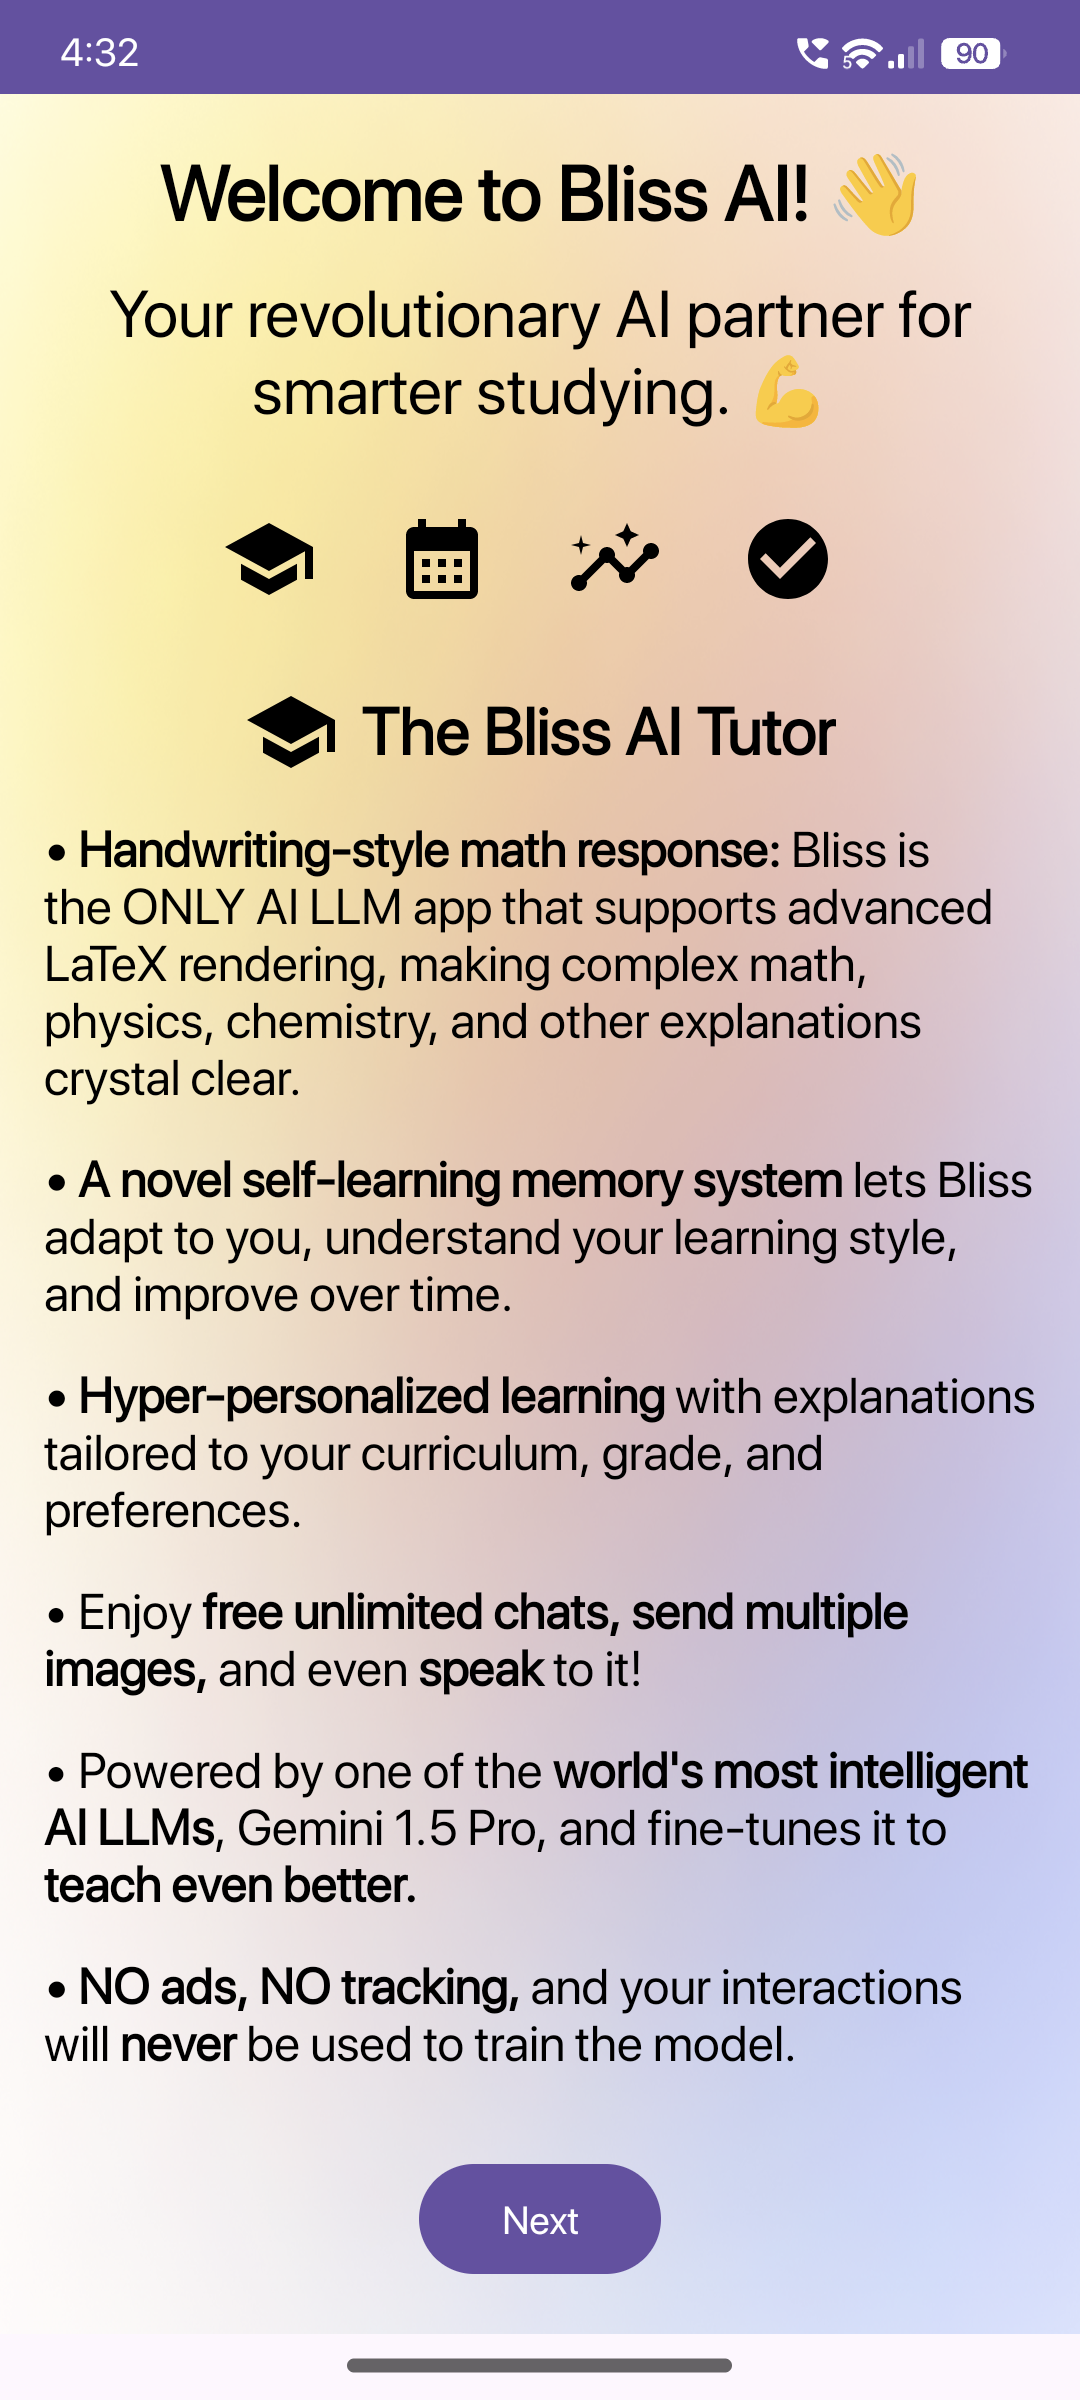 4:32
5
90
Welcome to Bliss AI! 👋
Your revolutionary AI partner for
smarter studying. 💪
The Bliss AI Tutor
• Handwriting-style math response: Bliss is
the ONLY AI LLM app that supports advanced
LaTeX rendering, making complex math,
physics, chemistry, and other explanations
crystal clear.
• A novel self-learning memory system lets Bliss
adapt to you, understand your learning style,
and improve over time.
• Hyper-personalized learning with explanations
tailored to your curriculum, grade, and
preferences.
• Enjoy free unlimited chats, send multiple
images, and even speak to it!
• Powered by one of the world's most intelligent
AI LLMs, Gemini 1.5 Pro, and fine-tunes it to
teach even better.
• NO ads, NO tracking, and your interactions
will never be used to train the model.
Next